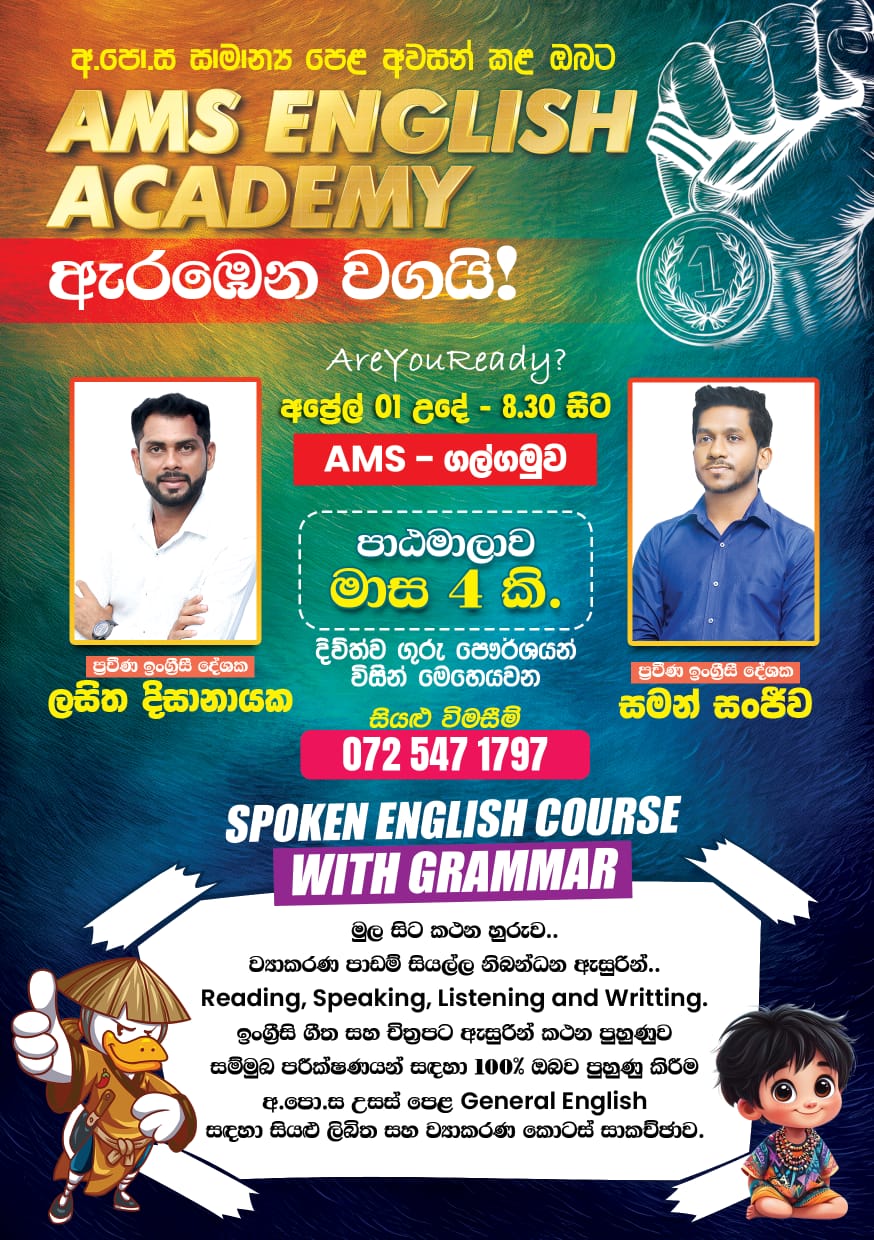 අ.පො.ස සාමාන්‍ය පෙළ අවසන් කළ ඔබට
AMS ENGLISH
ACADEMY
ඇරඹෙන වගයි!
1
AreYouReady?
අප්‍රේල් 01 උදේ - 8.30 සිට
AMS – ගල්ගමුව
පාඨමාලාව
මාස 4 කි.
දිවිත්ව ගුරු පෞර්ශයන්
විසින් මෙහෙයවන
ප්‍රවීණ ඉංග්‍රීසි දේශක
ලසිත දිසානායක
ප්‍රවීණ ඉංග්‍රීසී දේශක
සමන් සංජීව
සියළු විමසීම්
072 547 1797
SPOKEN ENGLISH COURSE
WITH GRAMMAR
මුල සිට කථන හුරුව..
ව්‍යාකරණ පාඩම් සියල්ල නිබන්ධන ඇසුරින්..
Reading, Speaking, Listening and Writting.
ඉංග්‍රීසි ගීත සහ චිත්‍රපට ඇසුරින් කථන පුහුණුව
සම්මුඛ පරීක්ෂණයන් සඳහා 100% ඔබව පුහුණු කිරීම
අ.පො.ස උසස් පෙළ General English
සඳහා සියළු ලිඛිත සහ ව්‍යාකරණ කොටස් සාකච්ඡාව.